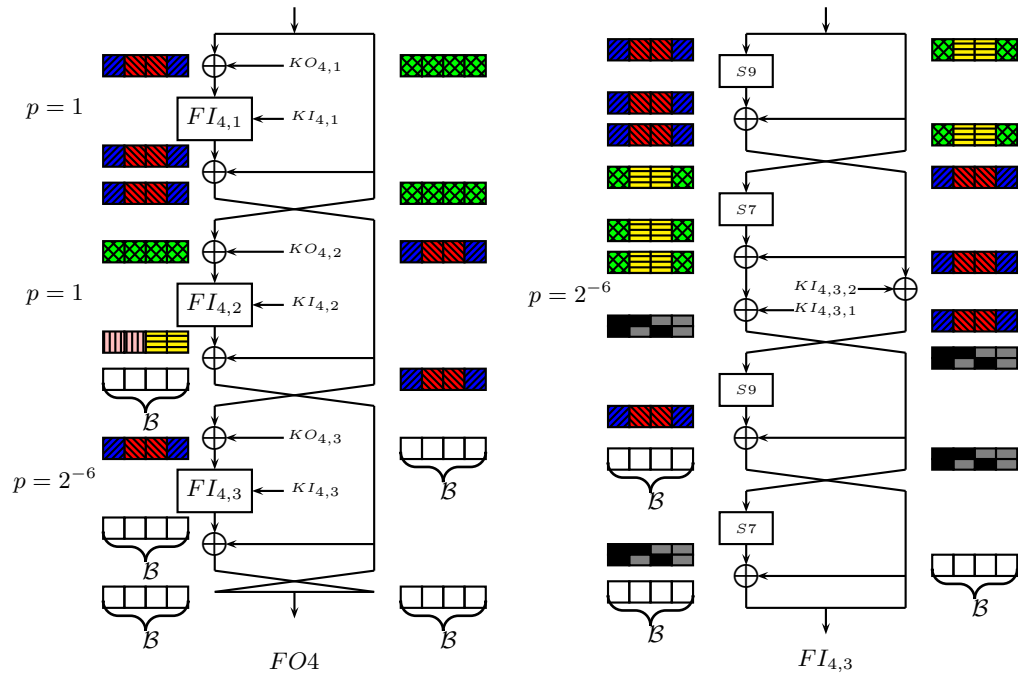 KO4,1
p = 1
FI4,1
KI4,1
KO4,2
p = 1
FI4,2
KI4,2
B
KO4,3
p = 2−6
FI4,3
KI4,3
B
B
B
B
FO4
S9
S7
KI4,3,2
p = 2−6
KI4,3,1
S9
B
S7
B
B
FI4,3